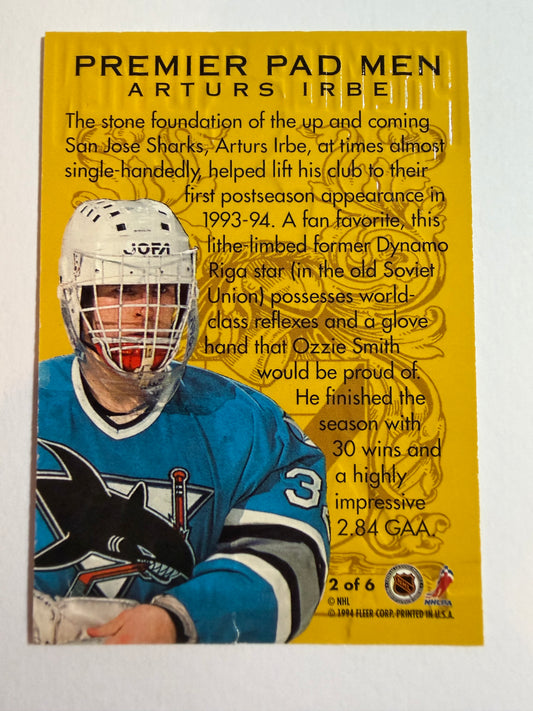 PREMIER PAD MEN
ARTURS IRBE
The stone foundation of the up and coming
San Jose Sharks, Arturs Irbe, at times almost
single-handedly, helped lift his club to their
first postseason appearance in
1993-94. A fan favorite, this
lithe-limbed former Dynamo
Riga star (in the old Soviet
Union) possesses world-
class reflexes and a glove
hand that Ozzie Smith
would be proud of.
He finished the
season with
30 wins and
a highly
impressive
2.84 GAA.
JOFA
3
2 of 6
NHL
NHLPA
© NHL
© 1994 FLEER CORP. PRINTED IN U.S.A.